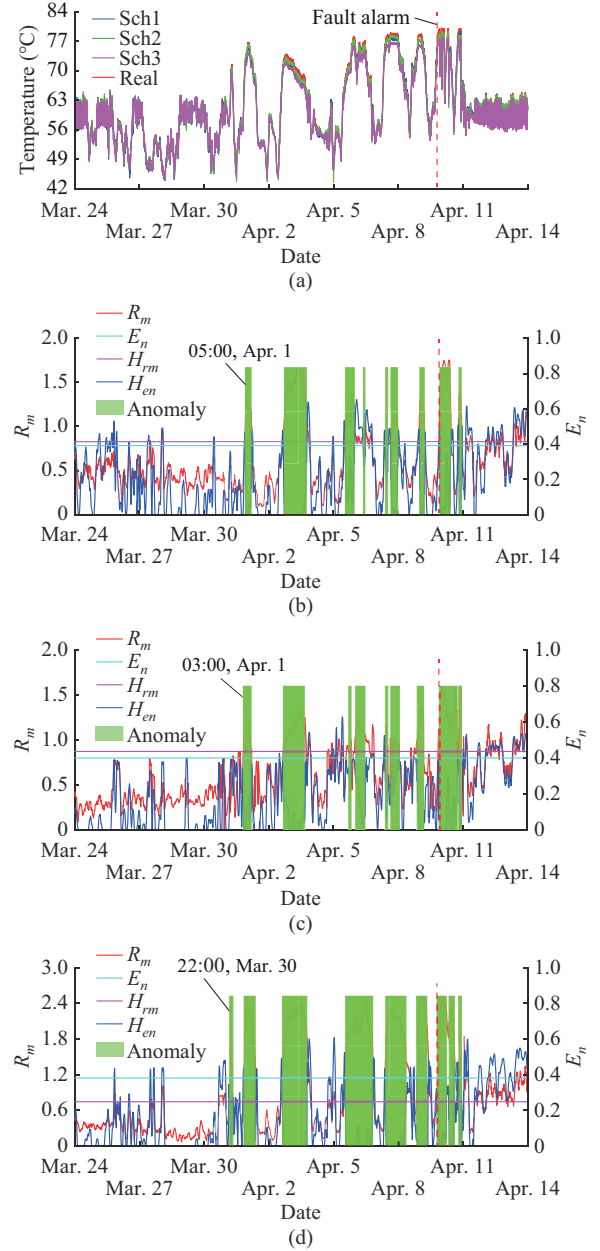 84
77
70
63
56
49
42
Temperature (°C)
Sch1
Sch2
Sch3
Real
Fault alarm
Mar. 24 Mar. 30 Apr. 5 Apr. 11
Mar. 27 Apr. 2 Apr. 8 Apr. 14
Date
(a)
R_m
E_n
H_rm
H_en
Anomaly
05:00, Apr. 1
2.0
1.5
1.0
0.5
0
R_m
1.0
0.8
0.6
0.4
0.2
0
E_n
Mar. 24 Mar. 30 Apr. 5 Apr. 11
Mar. 27 Apr. 2 Apr. 8 Apr. 14
Date
(b)
R_m
E_n
H_rm
H_en
Anomaly
03:00, Apr. 1
2.0
1.5
1.0
0.5
0
R_m
1.0
0.8
0.6
0.4
0.2
0
E_n
Mar. 24 Mar. 30 Apr. 5 Apr. 11
Mar. 27 Apr. 2 Apr. 8 Apr. 14
Date
(c)
R_m
E_n
H_rm
H_en
Anomaly
22:00, Mar. 30
3.0
2.4
1.8
1.2
0.6
0
R_m
1.0
0.8
0.6
0.4
0.2
0
E_n
Mar. 24 Mar. 30 Apr. 5 Apr. 11
Mar. 27 Apr. 2 Apr. 8 Apr. 14
Date
(d)